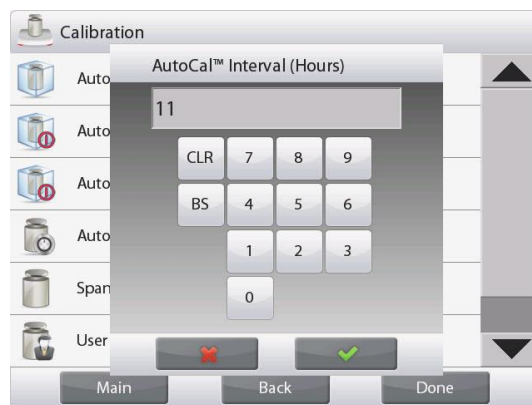 Calibration
AutoCal™ Interval (Hours)
11
Auto
Auto
Auto
Auto
Span
User
CLR 7 8 9
BS 4 5 6
1 2 3
0
Main Back Done